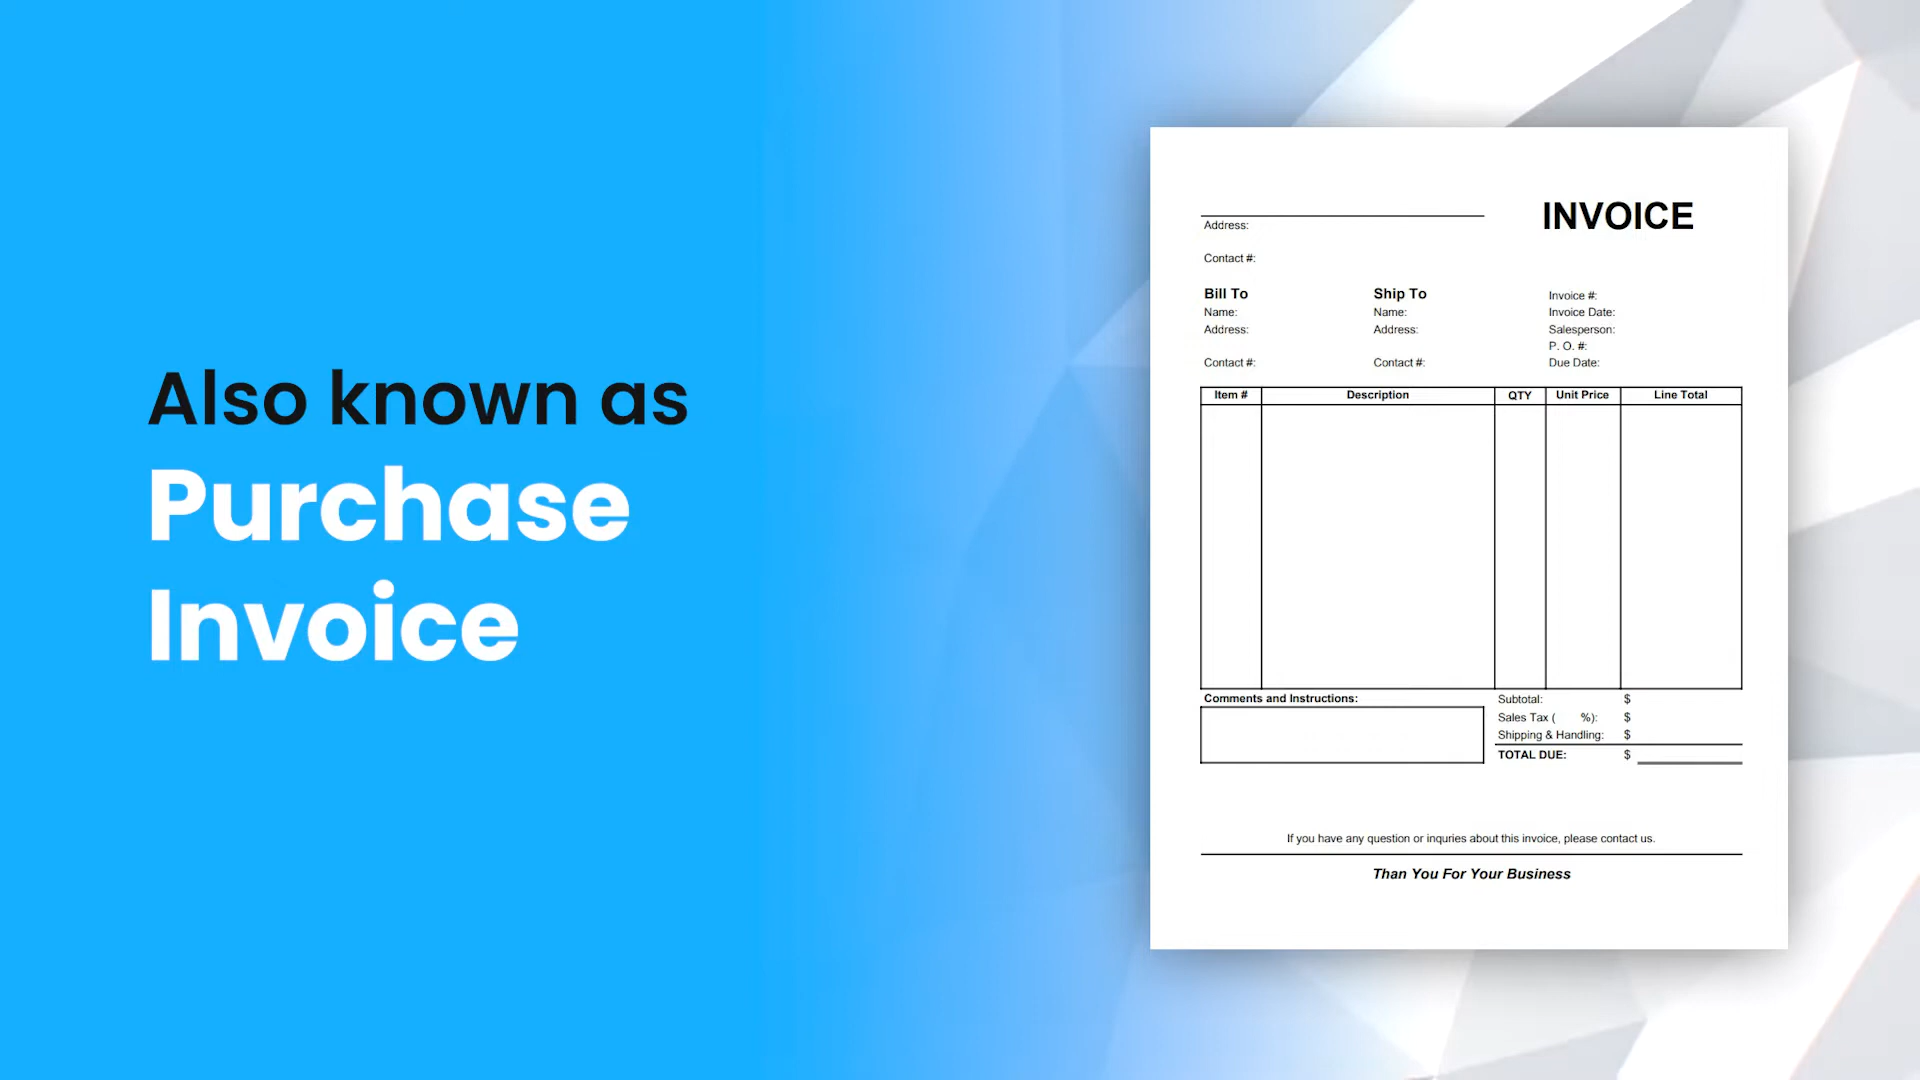 Also known as
Purchase
Invoice
INVOICE
Address:
Contact #:
Bill To
Name:
Address:
Contact #:
Ship To
Name:
Address:
Contact #:
Invoice #:
Invoice Date:
Salesperson:
P. O. #:
Due Date:
Item # Description QTY Unit Price Line Total
Comments and Instructions:
Subtotal: $
Sales Tax ( %): $
Shipping & Handling: $
TOTAL DUE: $
If you have any question or inquries about this invoice, please contact us.
Than You For Your Business